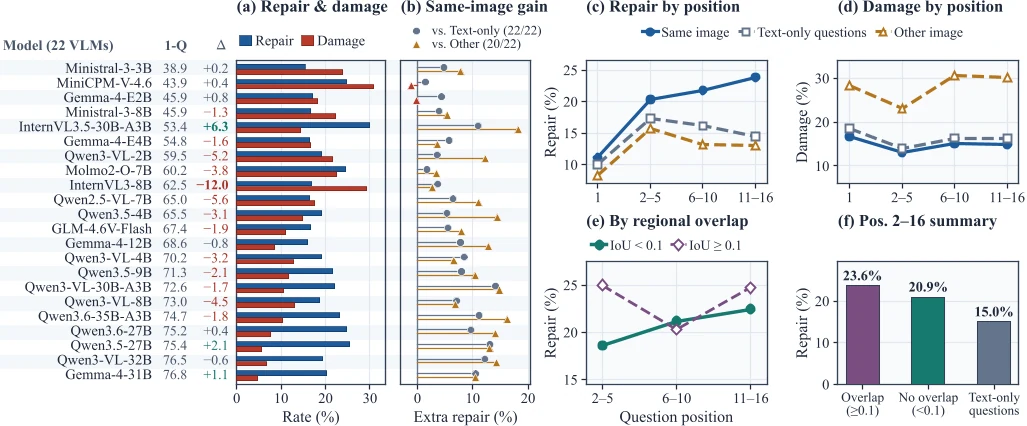 (a) Repair & damage
Repair Damage
Model (22 VLMs) 1-Q Δ
Ministral-3-3B 38.9 +0.2
MiniCPM-V-4.6 43.9 +0.4
Gemma-4-E2B 45.9 +0.8
Ministral-3-8B 45.9 −1.3
InternVL3.5-30B-A3B 53.4 +6.3
Gemma-4-E4B 54.8 −1.6
Qwen3-VL-2B 59.5 −5.2
Molmo2-O-7B 60.2 −3.8
InternVL3-8B 62.5 −12.0
Qwen2.5-VL-7B 65.0 −5.6
Qwen3.5-4B 65.5 −3.1
GLM-4.6V-Flash 67.4 −1.9
Gemma-4-12B 68.6 −0.8
Qwen3-VL-4B 70.2 −3.2
Qwen3.5-9B 71.3 −2.1
Qwen3-VL-30B-A3B 72.6 −1.7
Qwen3-VL-8B 73.0 −4.5
Qwen3.6-35B-A3B 74.7 −1.8
Qwen3.6-27B 75.2 +0.4
Qwen3.5-27B 75.4 +2.1
Qwen3-VL-32B 76.5 −0.6
Gemma-4-31B 76.8 +1.1
0 10 20 30
Rate (%)
(b) Same-image gain
vs. Text-only (22/22)
vs. Other (20/22)
0 10 20
Extra repair (%)
(c) Repair by position
(d) Damage by position
Same image Text-only questions Other image
Repair (%)
25
20
15
10
1 2–5 6–10 11–16
Damage (%)
30
20
10
1 2–5 6–10 11–16
(e) By regional overlap
IoU < 0.1 IoU ≥ 0.1
Repair (%)
25
20
15
2–5 6–10 11–16
Question position
(f) Pos. 2–16 summary
Repair (%)
20
10
0
23.6%
20.9%
15.0%
Overlap No overlap Text-only
(≥0.1) (<0.1) questions